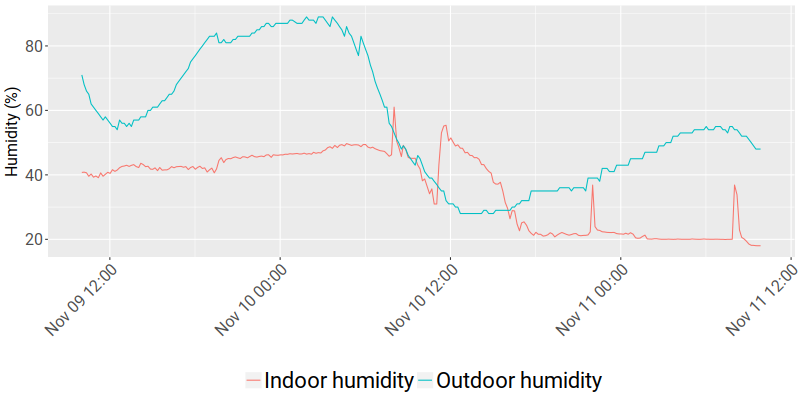 Humidity (%)
80
60
40
20
Nov 09 12:00
Nov 10 00:00
Nov 10 12:00
Nov 11 00:00
Nov 11 12:00
Indoor humidity
Outdoor humidity